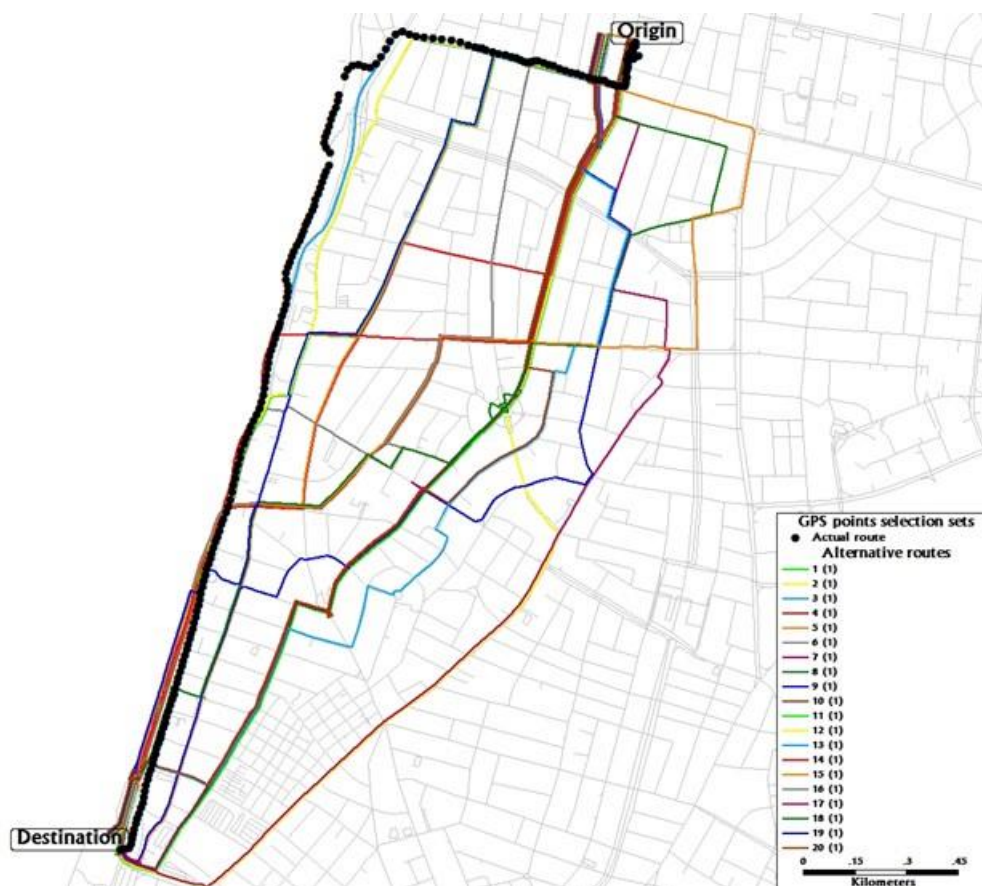 Origin
Destination
GPS points selection sets
Actual route
Alternative routes
1 (1)
2 (1)
3 (1)
4 (1)
5 (1)
6 (1)
7 (1)
8 (1)
9 (1)
10 (1)
11 (1)
12 (1)
13 (1)
14 (1)
15 (1)
16 (1)
17 (1)
18 (1)
19 (1)
20 (1)
0 .15 .3 .45
Kilometers